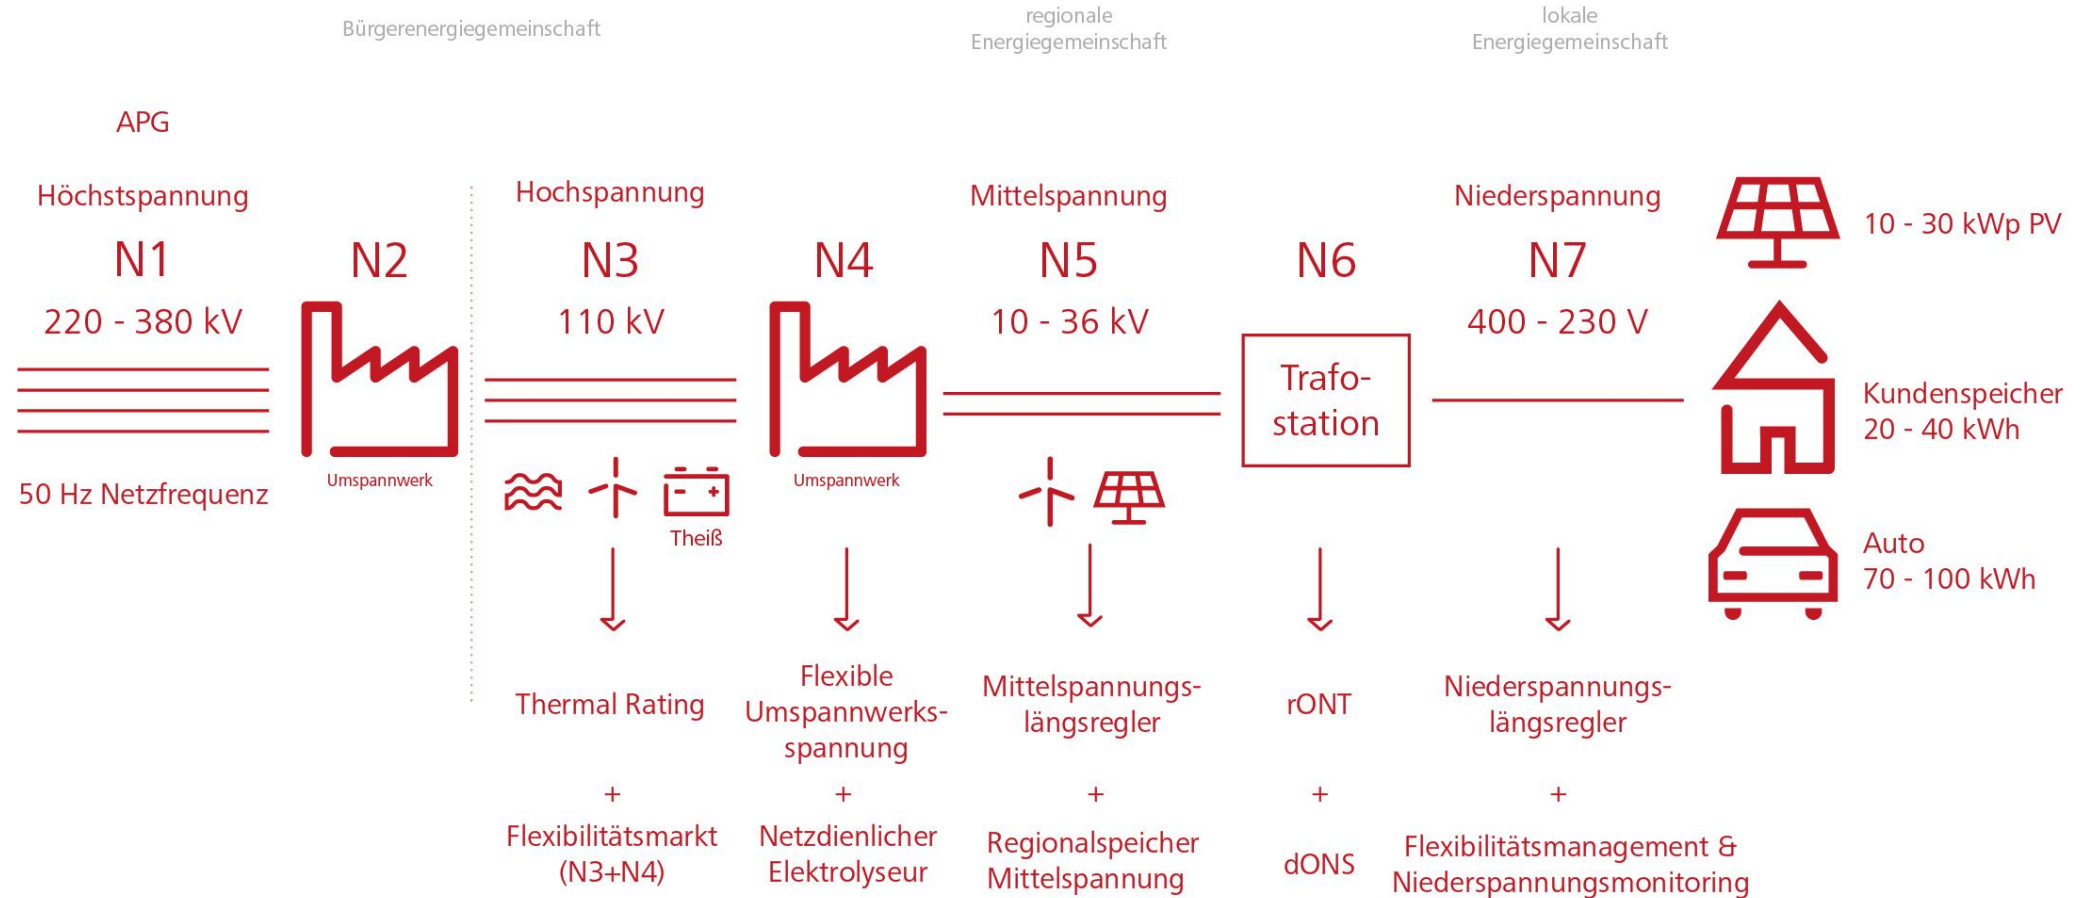 Bürgerenergiegemeinschaft
regionale
Energiegemeinschaft
lokale
Energiegemeinschaft
APG
Höchstspannung
N1
220 - 380 kV
50 Hz Netzfrequenz
N2
Umspannwerk
Hochspannung
N3
110 kV
Theiß
Thermal Rating
+
Flexibilitätsmarkt
(N3+N4)
N4
Umspannwerk
Flexible
Umspannwerks-
spannung
+
Netzdienlicher
Elektrolyseur
Mittelspannung
N5
10 - 36 kV
Mittelspannungs-
längsregler
+
Regionalspeicher
Mittelspannung
N6
Trafo-
station
rONT
+
dONS
Niederspannung
N7
400 - 230 V
Niederspannungs-
längsregler
+
Flexibilitätsmanagement &
Niederspannungsmonitoring
10 - 30 kWp PV
Kundenspeicher
20 - 40 kWh
Auto
70 - 100 kWh